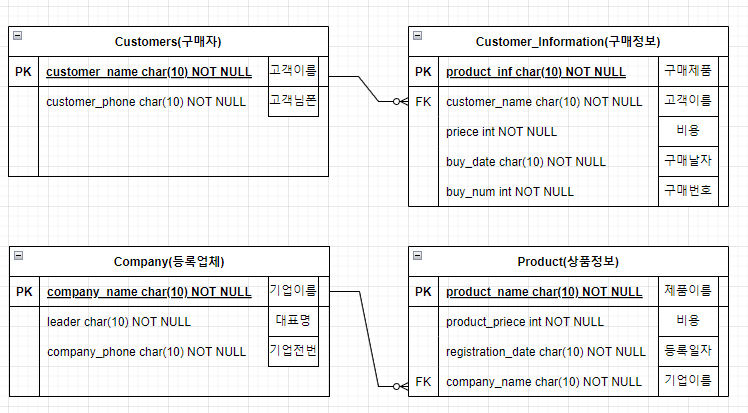 Customers(구매자)
PK customer_name char(10) NOT NULL 고객이름
customer_phone char(10) NOT NULL 고객님폰
Customer_Information(구매정보)
PK product_inf char(10) NOT NULL 구매제품
FK customer_name char(10) NOT NULL 고객이름
priece int NOT NULL 비용
buy_date char(10) NOT NULL 구매날자
buy_num int NOT NULL 구매번호
Company(등록업체)
PK company_name char(10) NOT NULL 기업이름
leader char(10) NOT NULL 대표명
company_phone char(10) NOT NULL 기업전번
Product(상품정보)
PK product_name char(10) NOT NULL 제품이름
product_priece int NOT NULL 비용
registration_date char(10) NOT NULL 등록일자
FK company_name char(10) NOT NULL 기업이름